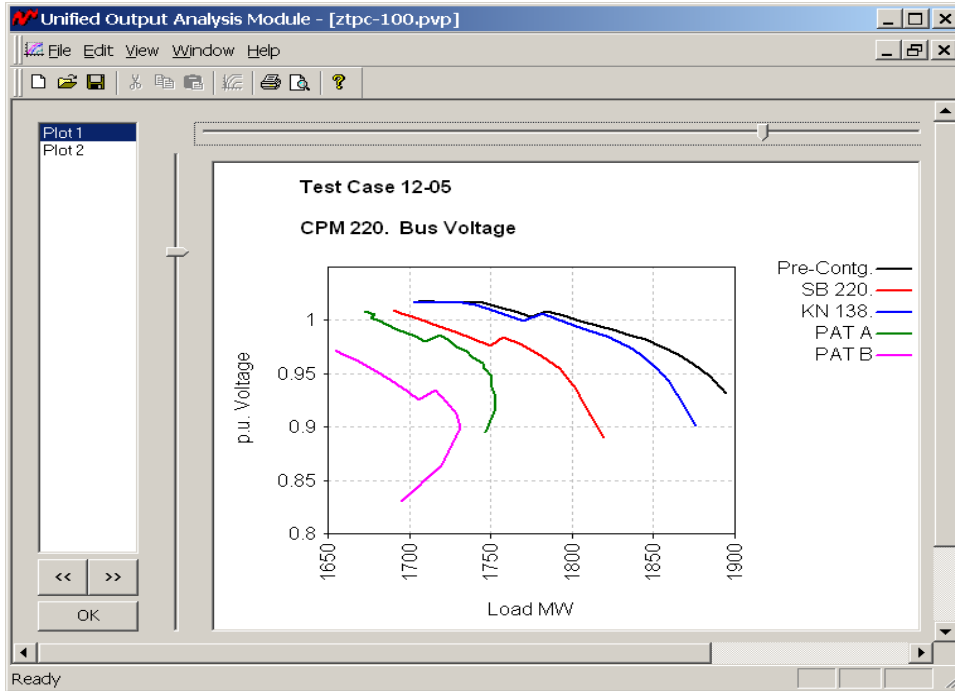 Unified Output Analysis Module - [ztpc-100.pvp]
File Edit View Window Help
Plot 1
Plot 2
<< >>
OK
Test Case 12-05
CPM 220. Bus Voltage
Pre-Contg.
SB 220.
KN 138.
PAT A
PAT B
p.u. Voltage
1
0.95
0.9
0.85
0.8
1650 1700 1750 1800 1850 1900
Load MW
Ready